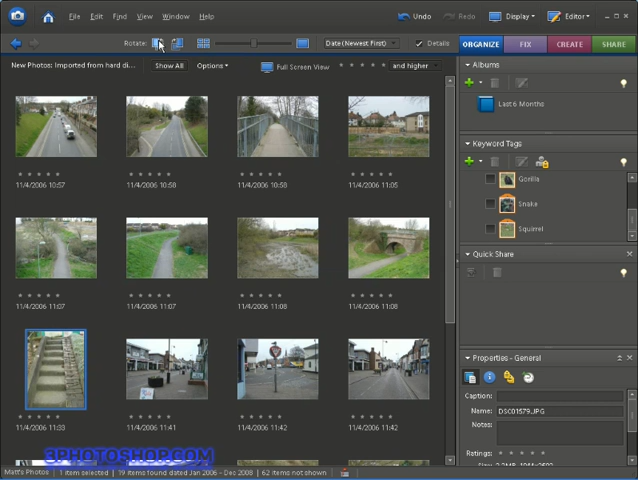 File Edit Find View Window Help Undo Redo Display Editor
Rotate: Date (Newest First) Details ORGANIZE FIX CREATE SHARE
New Photos: Imported from hard di... Show All Options Full Screen View and higher
Albums
Last 6 Months
Keyword Tags
Gorilla
Snake
Squirrel
11/4/2006 10:57 11/4/2006 10:58 11/4/2006 10:58 11/4/2006 11:05
Quick Share
11/4/2006 11:07 11/4/2006 11:07 11/4/2006 11:08 11/4/2006 11:08
Properties - General
Caption:
Name: DSC01579.JPG
Notes:
11/4/2006 11:33 11/4/2006 11:41 11/4/2006 11:42 11/4/2006 11:42
Ratings:
3PHOTOSHOP.COM
Matt's Photos 1 item selected 19 items found dated Jan 2006 - Dec 2008 62 items not shown